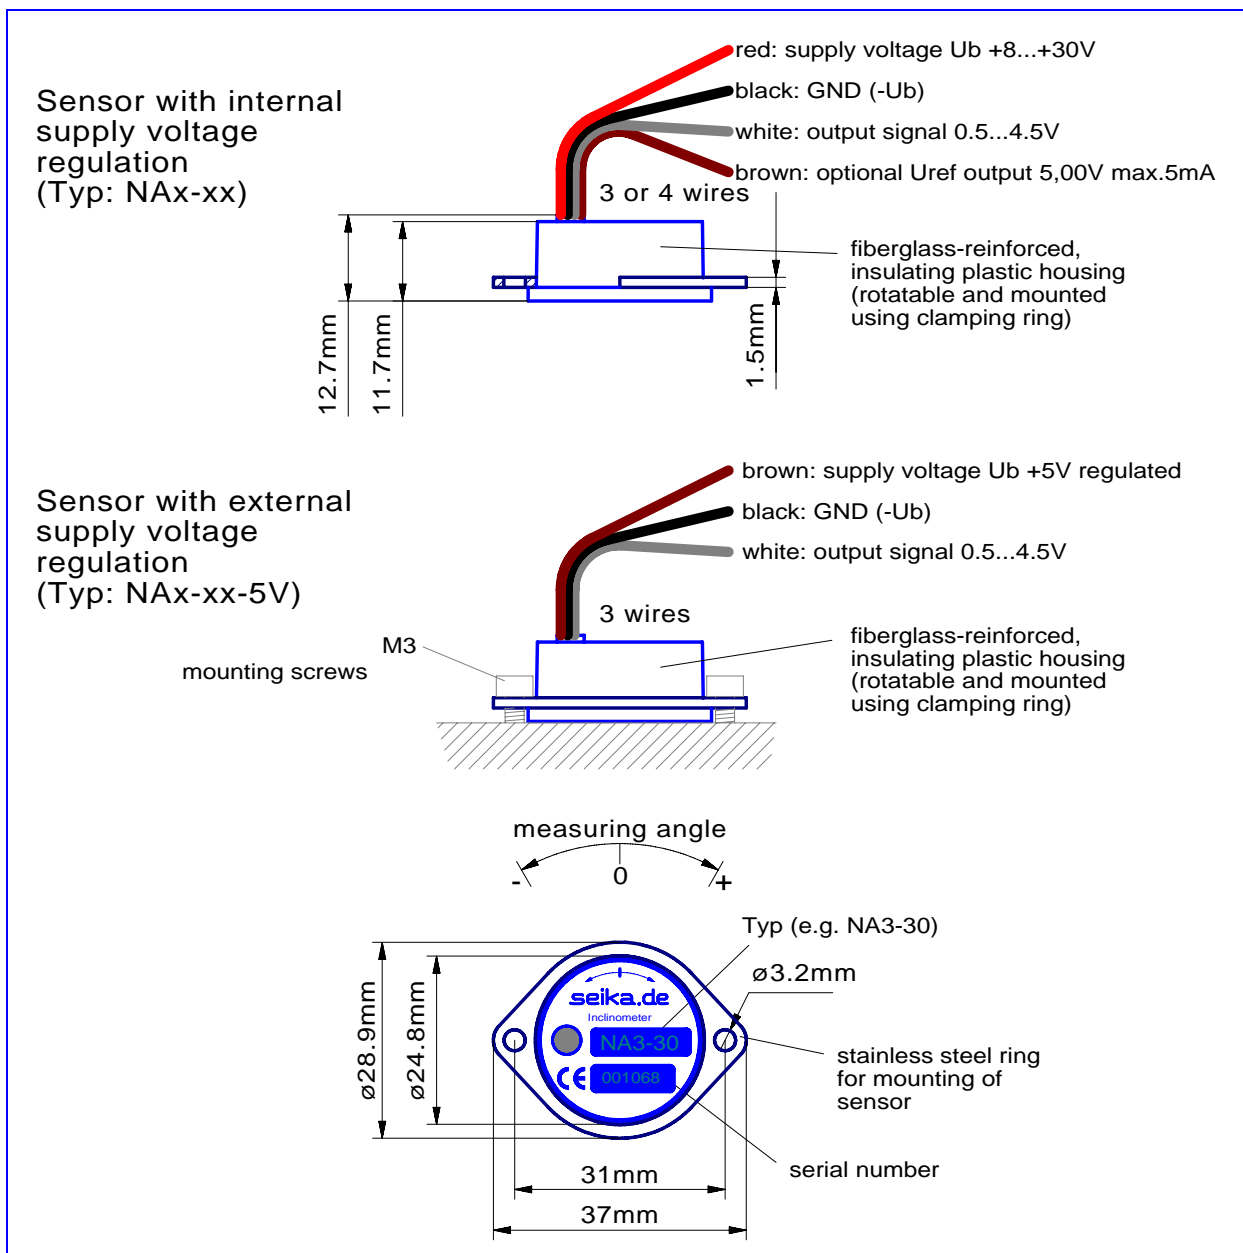 red: supply voltage Ub +8...+30V
Sensor with internal
supply voltage
regulation
(Typ: NAx-xx)
black: GND (-Ub)
white: output signal 0.5...4.5V
brown: optional Uref output 5,00V max.5mA
3 or 4 wires
fiberglass-reinforced,
insulating plastic housing
(rotatable and mounted
using clamping ring)
12.7mm
11.7mm
1.5mm
brown: supply voltage Ub +5V regulated
Sensor with external
supply voltage
regulation
(Typ: NAx-xx-5V)
black: GND (-Ub)
white: output signal 0.5...4.5V
3 wires
M3
mounting screws
fiberglass-reinforced,
insulating plastic housing
(rotatable and mounted
using clamping ring)
measuring angle
- 0 +
Typ (e.g. NA3-30)
ø3.2mm
ø28.9mm
ø24.8mm
seika.de
Inclinometer
NA3-30
CE 001068
stainless steel ring
for mounting of
sensor
serial number
31mm
37mm